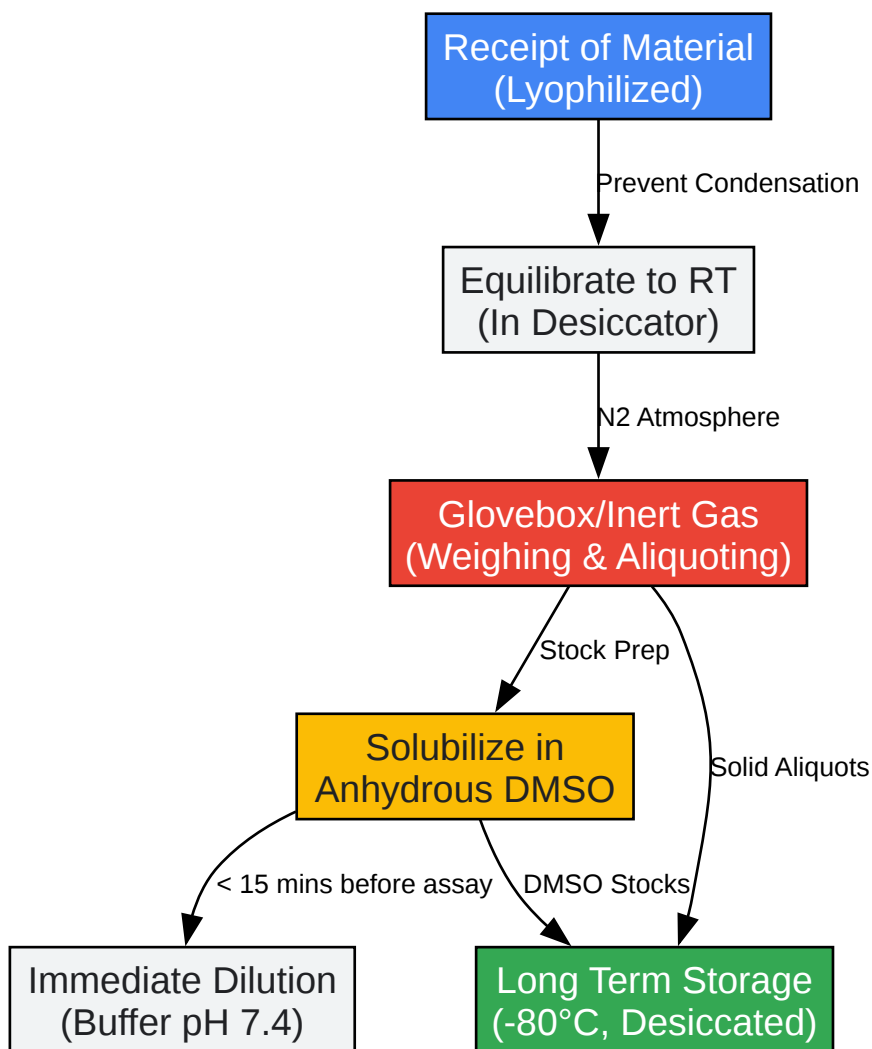 Receipt of Material
(Lyophilized)
Prevent Condensation
Equilibrate to RT
(In Desiccator)
N2 Atmosphere
Glovebox/Inert Gas
(Weighing & Aliquoting)
Stock Prep
Solubilize in
Anhydrous DMSO
Solid Aliquots
< 15 mins before assay
DMSO Stocks
Immediate Dilution
(Buffer pH 7.4)
Long Term Storage
(-80°C, Desiccated)